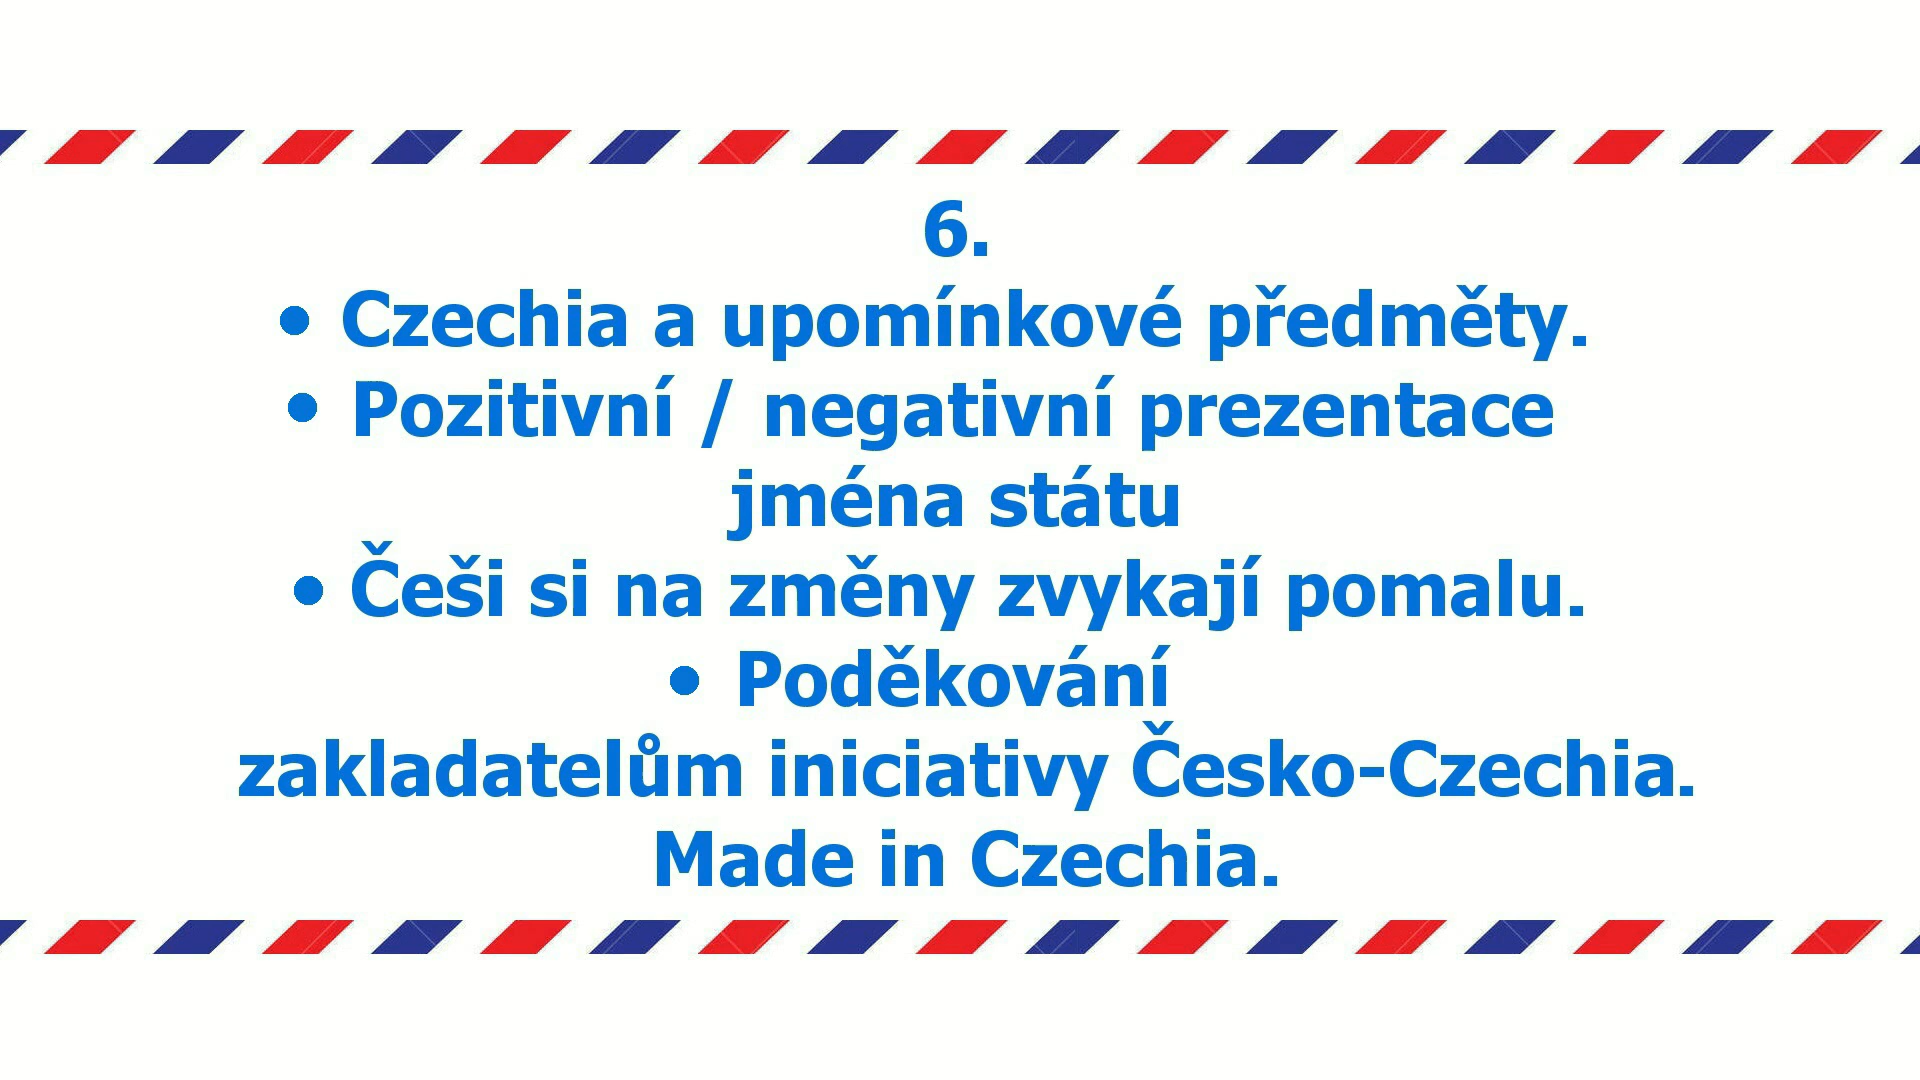 6.
• Czechia a upomínkové předměty.
• Pozitivní / negativní prezentace
jména státu
• Češi si na změny zvykají pomalu.
• Poděkování
zakladatelům iniciativy Česko-Czechia.
Made in Czechia.